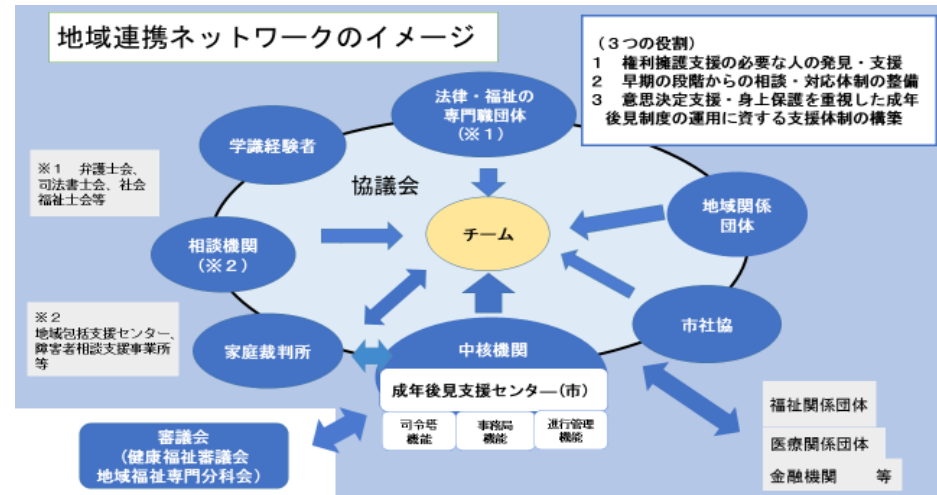 地域連携ネットワークのイメージ
(3つの役割)
1 権利擁護支援の必要な人の発見・支援
2 早期の段階からの相談・対応体制の整備
3 意思決定支援・身上保護を重視した成年
後見制度の運用に資する支援体制の構築
法律・福祉の
専門職団体
(※1)
学識経験者
※1 弁護士会、
司法書士会、社会
福祉士会等
協議会
地域関係
団体
チーム
相談機関
(※2)
※2
地域包括支援センター、
障害者相談支援事業所
等
市社協
家庭裁判所
中核機関
成年後見支援センター(市)
司令塔
機能
事務局
機能
進行管理
機能
福祉関係団体
医療関係団体
金融機関 等
審議会
(健康福祉審議会
地域福祉専門分科会)